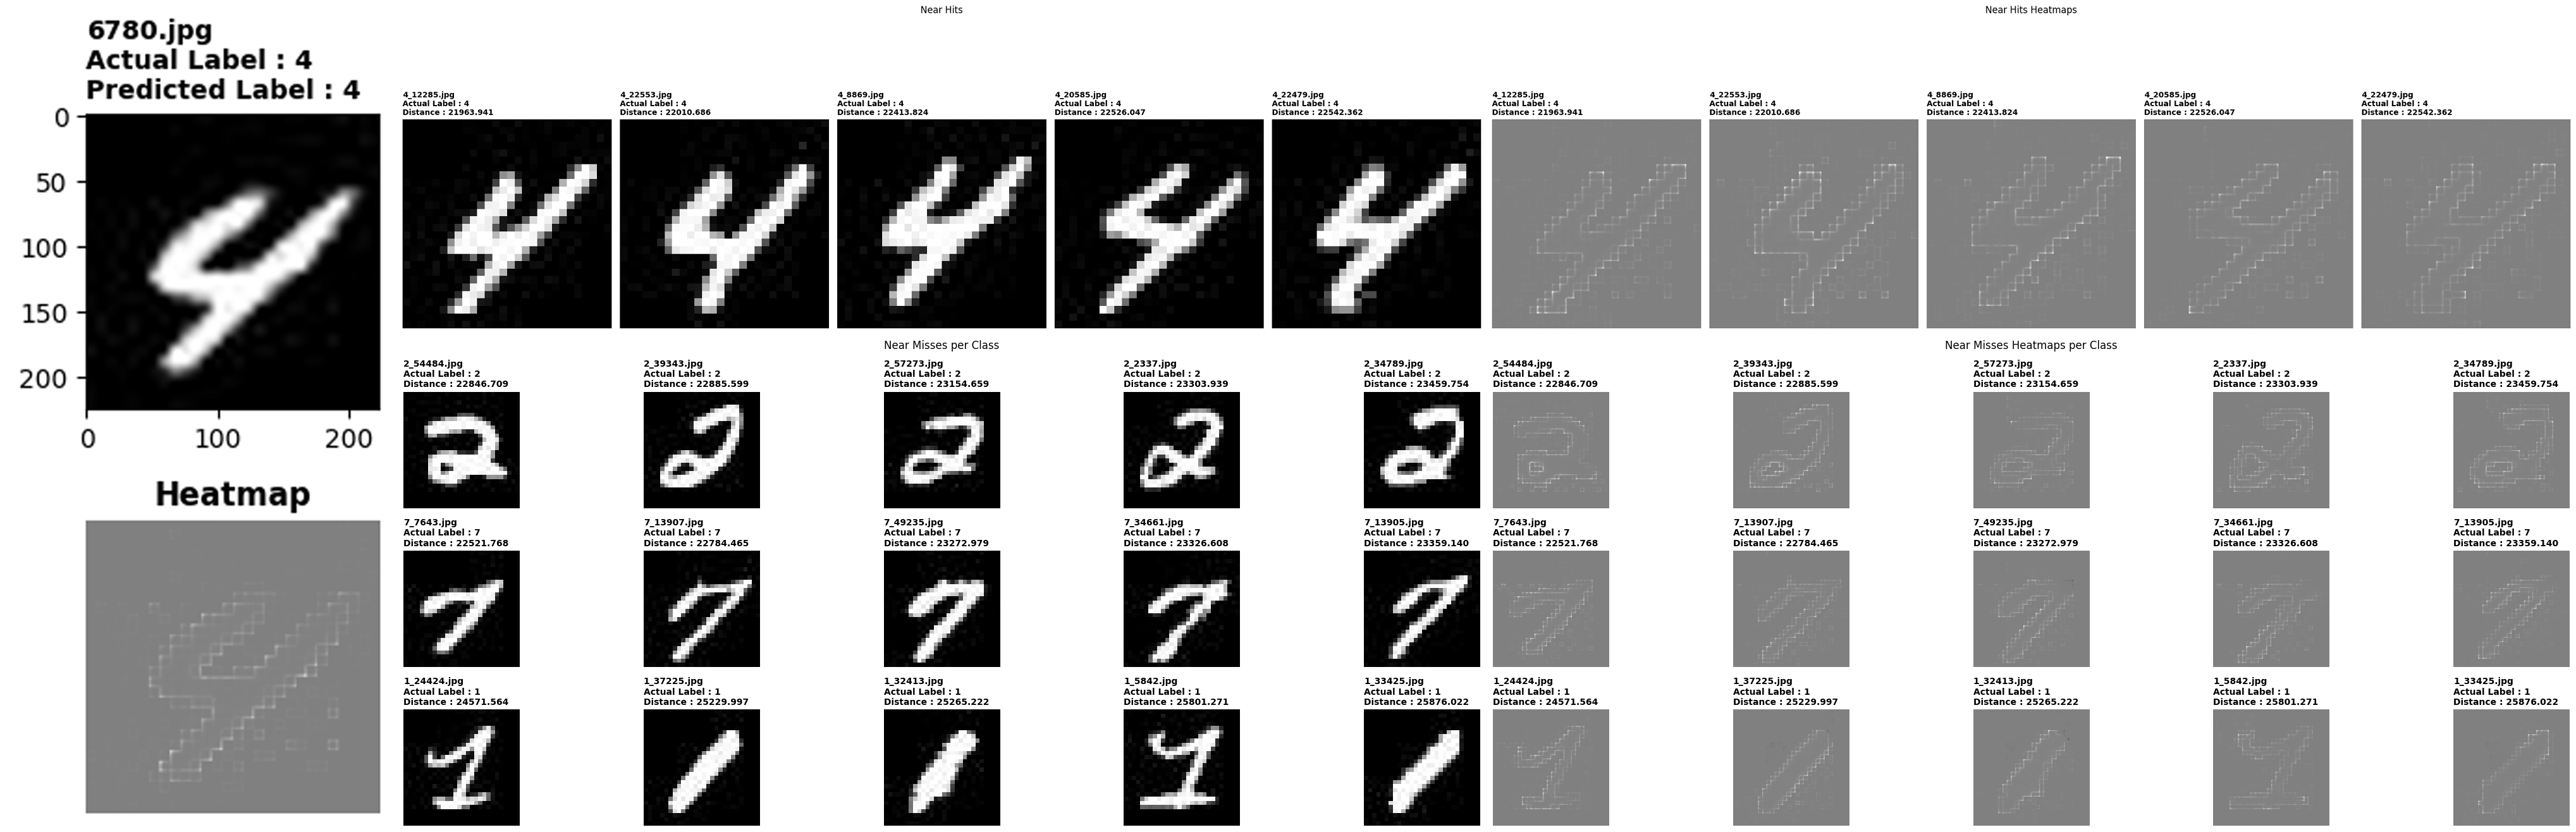 6780.jpg
Actual Label : 4
Predicted Label : 4
0
50
100
150
200
0 100 200
Heatmap
Near Hits
4_12285.jpg
Actual Label : 4
Distance : 21963.941
4_22553.jpg
Actual Label : 4
Distance : 22010.686
4_8869.jpg
Actual Label : 4
Distance : 22413.824
4_20585.jpg
Actual Label : 4
Distance : 22526.047
4_22479.jpg
Actual Label : 4
Distance : 22542.362
Near Hits Heatmaps
4_12285.jpg
Actual Label : 4
Distance : 21963.941
4_22553.jpg
Actual Label : 4
Distance : 22010.686
4_8869.jpg
Actual Label : 4
Distance : 22413.824
4_20585.jpg
Actual Label : 4
Distance : 22526.047
4_22479.jpg
Actual Label : 4
Distance : 22542.362
Near Misses per Class
2_54484.jpg
Actual Label : 2
Distance : 22846.709
2_39343.jpg
Actual Label : 2
Distance : 22885.599
2_57273.jpg
Actual Label : 2
Distance : 23154.659
2_2337.jpg
Actual Label : 2
Distance : 23303.939
2_34789.jpg
Actual Label : 2
Distance : 23459.754
7_7643.jpg
Actual Label : 7
Distance : 22521.768
7_13907.jpg
Actual Label : 7
Distance : 22784.465
7_49235.jpg
Actual Label : 7
Distance : 23272.979
7_34661.jpg
Actual Label : 7
Distance : 23326.608
7_13905.jpg
Actual Label : 7
Distance : 23359.140
1_24424.jpg
Actual Label : 1
Distance : 24571.564
1_37225.jpg
Actual Label : 1
Distance : 25229.997
1_32413.jpg
Actual Label : 1
Distance : 25265.222
1_5842.jpg
Actual Label : 1
Distance : 25801.271
1_33425.jpg
Actual Label : 1
Distance : 25876.022
Near Misses Heatmaps per Class
2_54484.jpg
Actual Label : 2
Distance : 22846.709
2_39343.jpg
Actual Label : 2
Distance : 22885.599
2_57273.jpg
Actual Label : 2
Distance : 23154.659
2_2337.jpg
Actual Label : 2
Distance : 23303.939
2_34789.jpg
Actual Label : 2
Distance : 23459.754
7_7643.jpg
Actual Label : 7
Distance : 22521.768
7_13907.jpg
Actual Label : 7
Distance : 22784.465
7_49235.jpg
Actual Label : 7
Distance : 23272.979
7_34661.jpg
Actual Label : 7
Distance : 23326.608
7_13905.jpg
Actual Label : 7
Distance : 23359.140
1_24424.jpg
Actual Label : 1
Distance : 24571.564
1_37225.jpg
Actual Label : 1
Distance : 25229.997
1_32413.jpg
Actual Label : 1
Distance : 25265.222
1_5842.jpg
Actual Label : 1
Distance : 25801.271
1_33425.jpg
Actual Label : 1
Distance : 25876.022